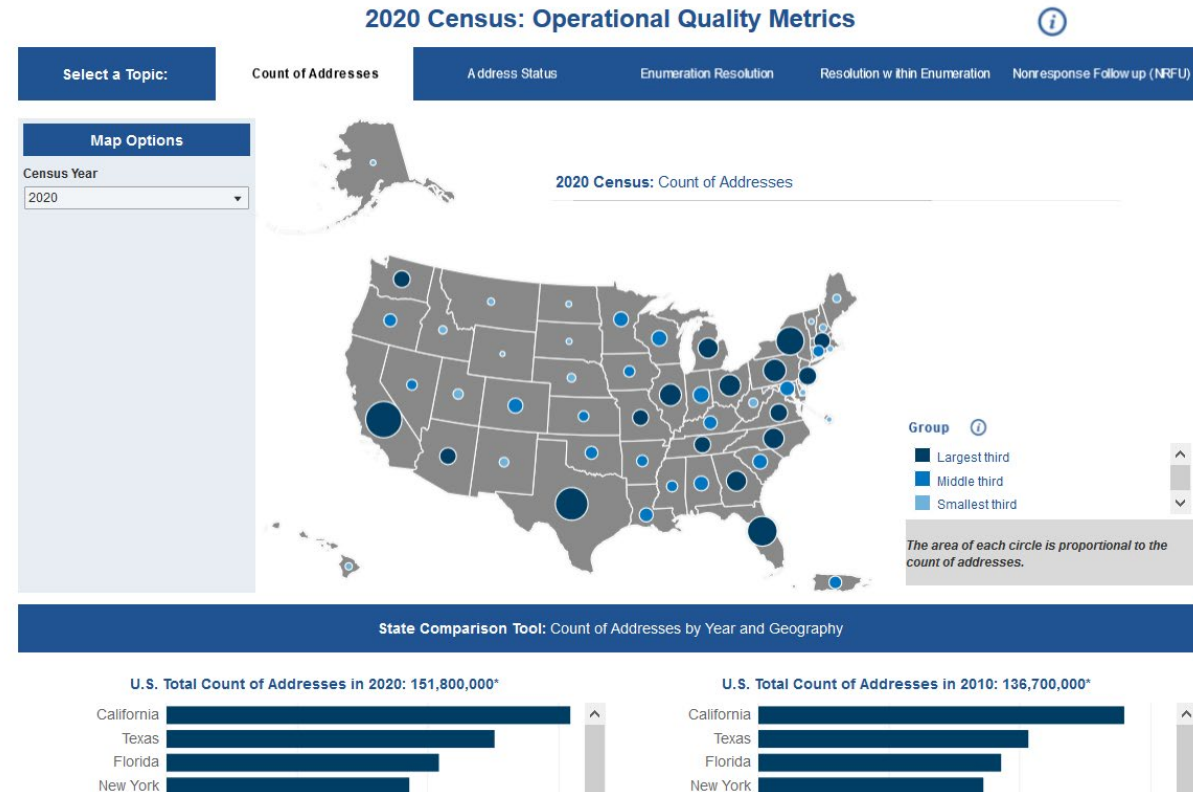 2020 Census: Operational Quality Metrics
i
Select a Topic:
Count of Addresses
Address Status
Enumeration Resolution
Resolution within Enumeration
Nonresponse Followup (NRFU)
Map Options
Census Year
2020
2020 Census: Count of Addresses
Group i
Largest third
Middle third
Smallest third
The area of each circle is proportional to the
count of addresses.
State Comparison Tool: Count of Addresses by Year and Geography
U.S. Total Count of Addresses in 2020: 151,800,000*
California
Texas
Florida
New York
U.S. Total Count of Addresses in 2010: 136,700,000*
California
Texas
Florida
New York